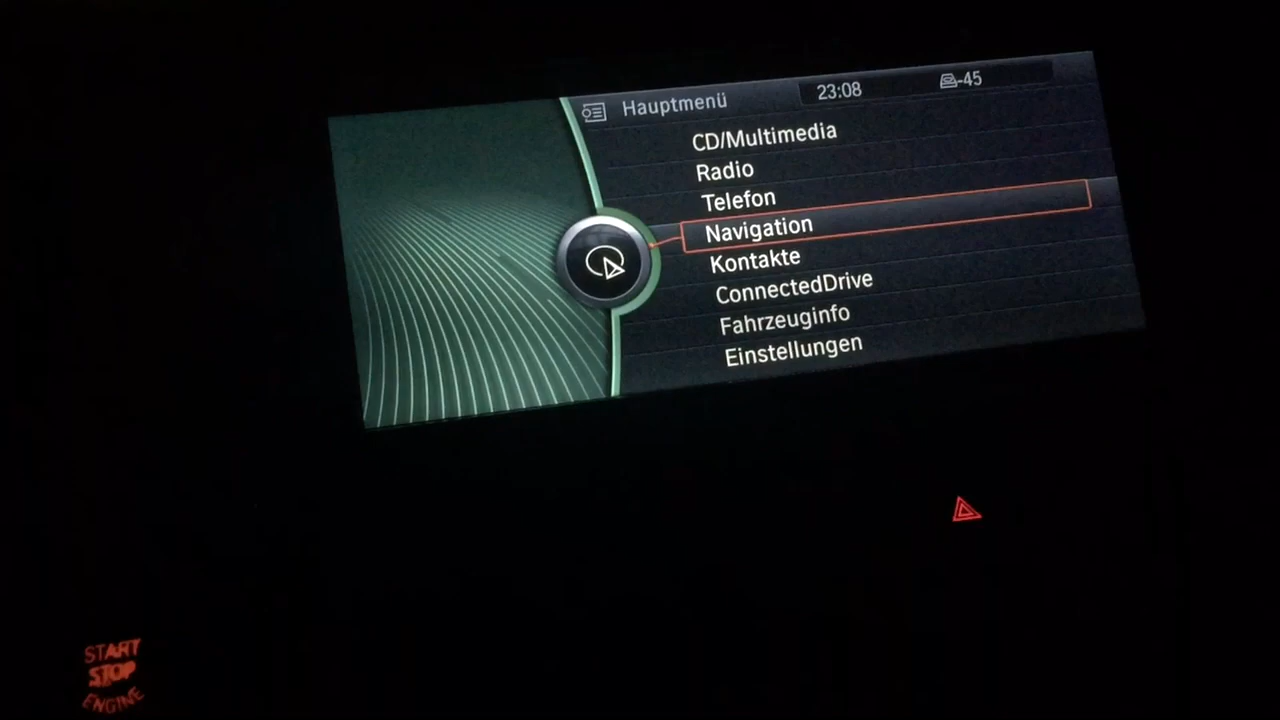 Hauptmenü
23:08
-45
CD/Multimedia
Radio
Telefon
Navigation
Kontakte
ConnectedDrive
Fahrzeuginfo
Einstellungen
START
STOP
ENGINE